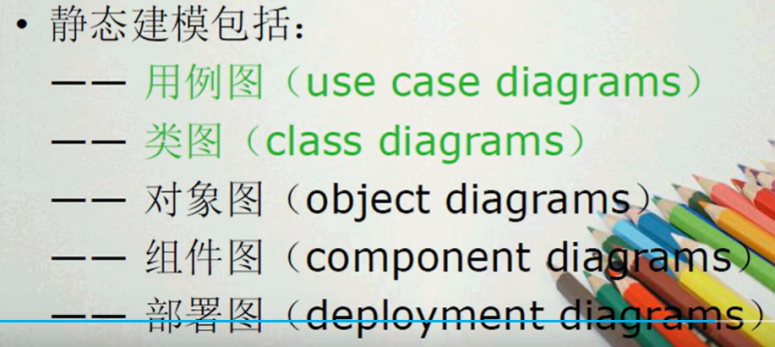 • 静态建模包括：
—— 用例图（use case diagrams）
—— 类图（class diagrams）
—— 对象图（object diagrams）
—— 组件图（component diagrams）
—— 部署图（deployment diagrams）